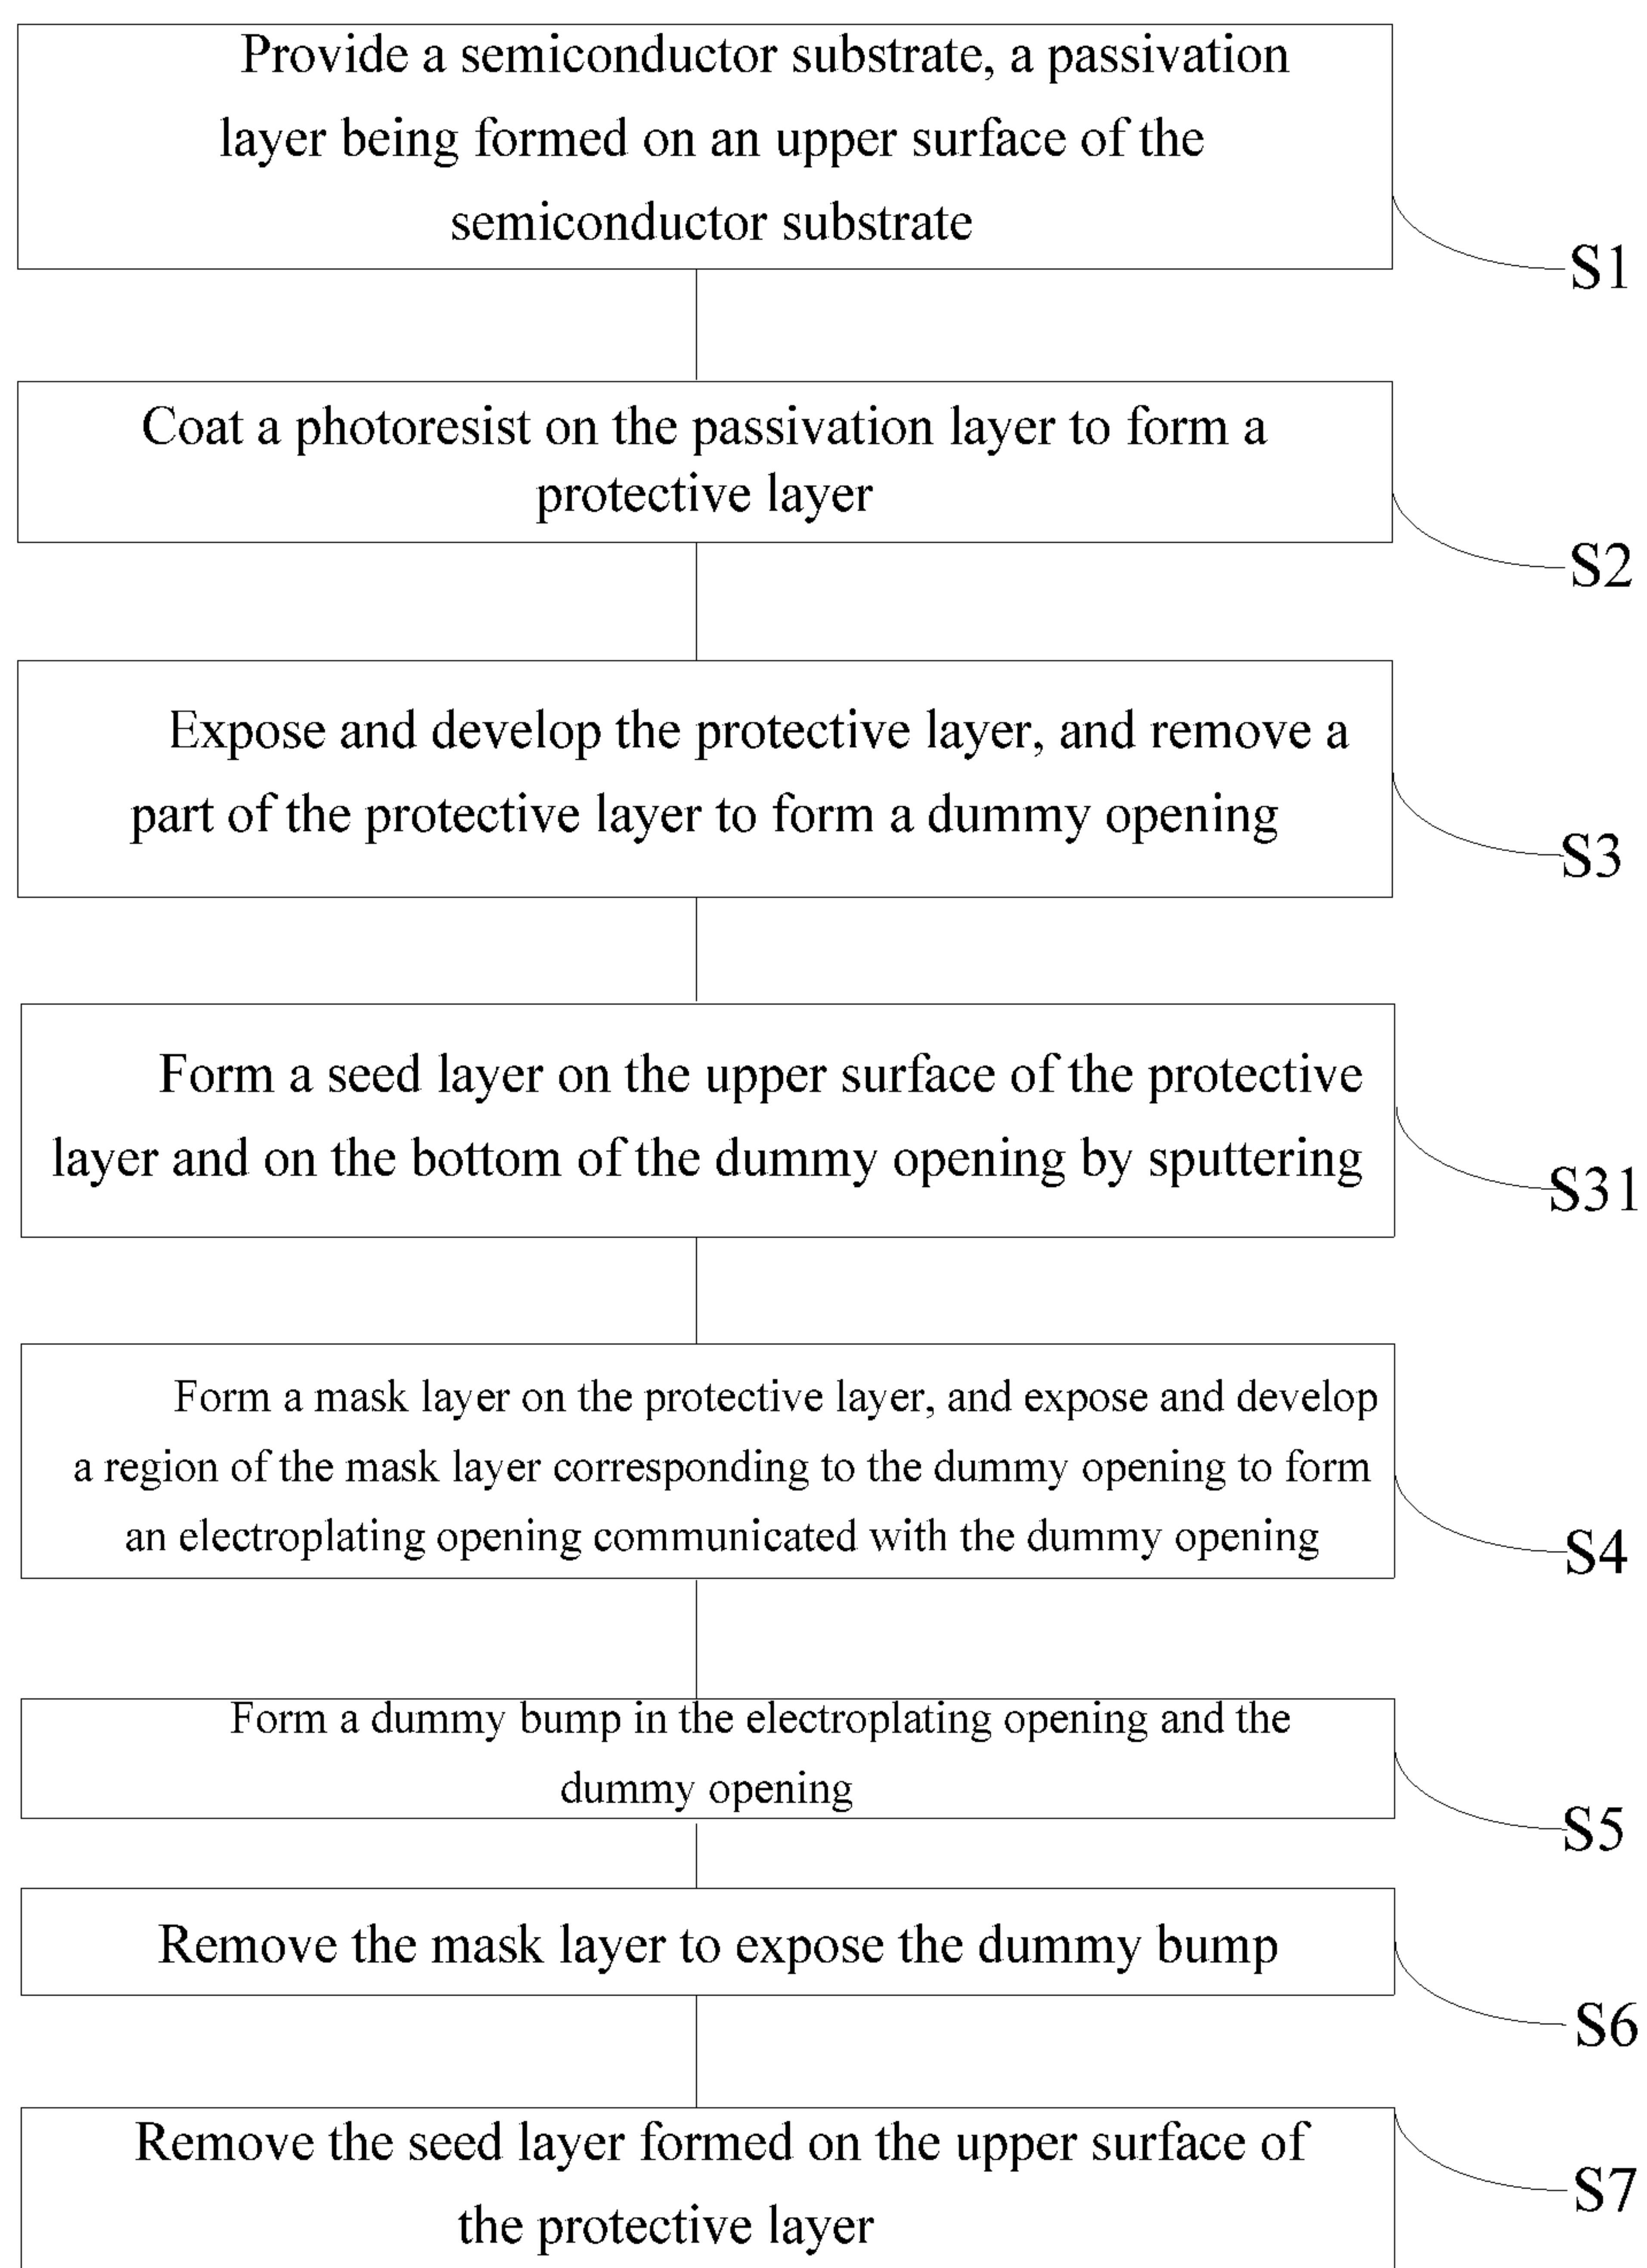 Provide a semiconductor substrate, a passivation
layer being formed on an upper surface of the
semiconductor substrate
S1
Coat a photoresist on the passivation layer to form a
protective layer
S2
Expose and develop the protective layer, and remove a
part of the protective layer to form a dummy opening
S3
Form a seed layer on the upper surface of the protective
layer and on the bottom of the dummy opening by sputtering
S31
Form a mask layer on the protective layer, and expose and develop
a region of the mask layer corresponding to the dummy opening to form
an electroplating opening communicated with the dummy opening
S4
Form a dummy bump in the electroplating opening and the
dummy opening
S5
Remove the mask layer to expose the dummy bump
S6
Remove the seed layer formed on the upper surface of
the protective layer
S7